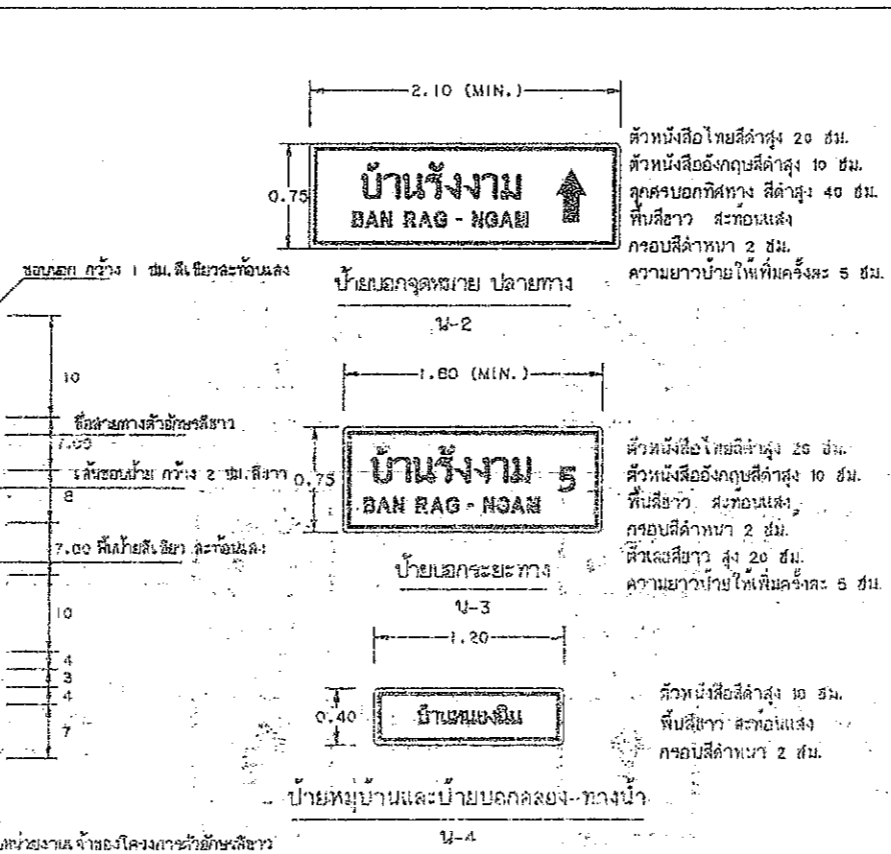 2.10 (MIN.)
0.75
บ้านรังงาม
BAN RAG - NGAM
ตัวหนังสือไทยสีดำสูง 20 ซม.
ตัวหนังสืออังกฤษสีดำสูง 10 ซม.
ลูกศรบอกทิศทาง สีดำสูง 40 ซม.
พื้นสีขาว สะท้อนแสง
กรอบสีดำหนา 2 ซม.
ความยาวป้ายให้เพิ่มครั้งละ 5 ซม.
ป้ายบอกจุดหมาย ปลายทาง
น-2
ขอบนอก กว้าง 1 ซม. สีเขียวสะท้อนแสง
10
ชื่อสายทางตัวอักษรสีขาว
7.00
เส้นขอบป้าย กว้าง 2 ซม. สีขาว
8
7.00 พื้นป้ายสีเขียว สะท้อนแสง
10
4
3
4
7
หน่วยงานเจ้าของโครงการตัวอักษรสีขาว
1.60 (MIN.)
0.75
บ้านรังงาม 5
BAN RAG - NGAM
ตัวหนังสือไทยสีดำสูง 20 ซม.
ตัวหนังสืออังกฤษสีดำสูง 10 ซม.
พื้นสีขาว สะท้อนแสง
กรอบสีดำหนา 2 ซม.
ตัวเลขสีขาว สูง 20 ซม.
ความยาวป้ายให้เพิ่มครั้งละ 5 ซม.
ป้ายบอกระยะทาง
น-3
1.20
0.40
ตัวหนังสือสีดำสูง 10 ซม.
พื้นสีขาว สะท้อนแสง
กรอบสีดำหนา 2 ซม.
ป้ายหมู่บ้านและป้ายบอกคลอง-ทางน้ำ
น-4